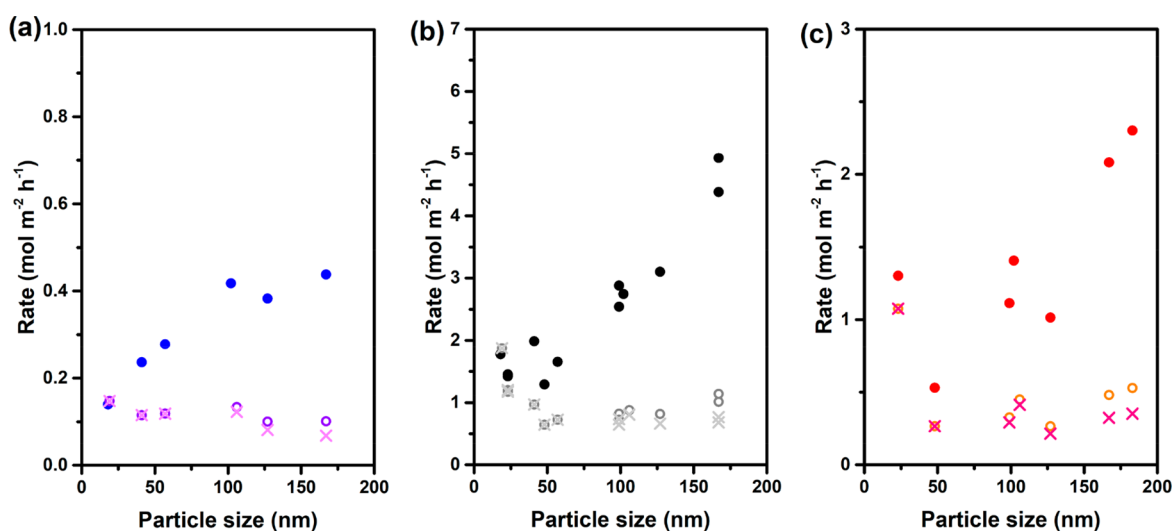 (a)
1.0
0.8
0.6
0.4
0.2
0.0
0 50 100 150 200
Rate (mol m⁻² h⁻¹)
Particle size (nm)
(b)
7
6
5
4
3
2
1
0
0 50 100 150 200
Rate (mol m⁻² h⁻¹)
Particle size (nm)
(c)
3
2
1
0
0 50 100 150 200
Rate (mol m⁻² h⁻¹)
Particle size (nm)